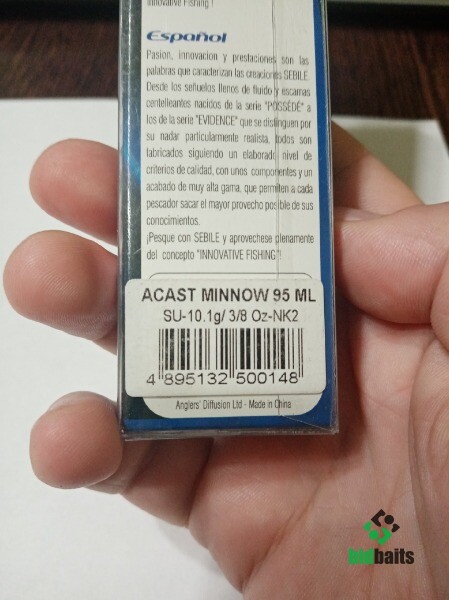 Innovative Fishing !
Español
Pasion, innovacion y prestaciones son las
palabras que caracterizan las creaciones SEBILE.
Desde los señuelos llenos de fluido y escamas
centelleantes nacidos de la serie "POSSÉDÉ" a
los de la serie "EVIDENCE" que se distinguen por
su nadar particularmente realista, todos son
fabricados siguiendo un elaborado nivel de
criterios de calidad, con unos componentes y un
acabado de muy alta gama, que permiten a cada
pescador sacar el mayor provecho posible de sus
conocimientos.
¡Pesque con SEBILE y aprovechese plenamente
del concepto "INNOVATIVE FISHING"!
ACAST MINNOW 95 ML
SU-10.1g/ 3/8 Oz-NK2
4 895132 500148
Anglers' Diffusion Ltd - Made in China
bidbaits